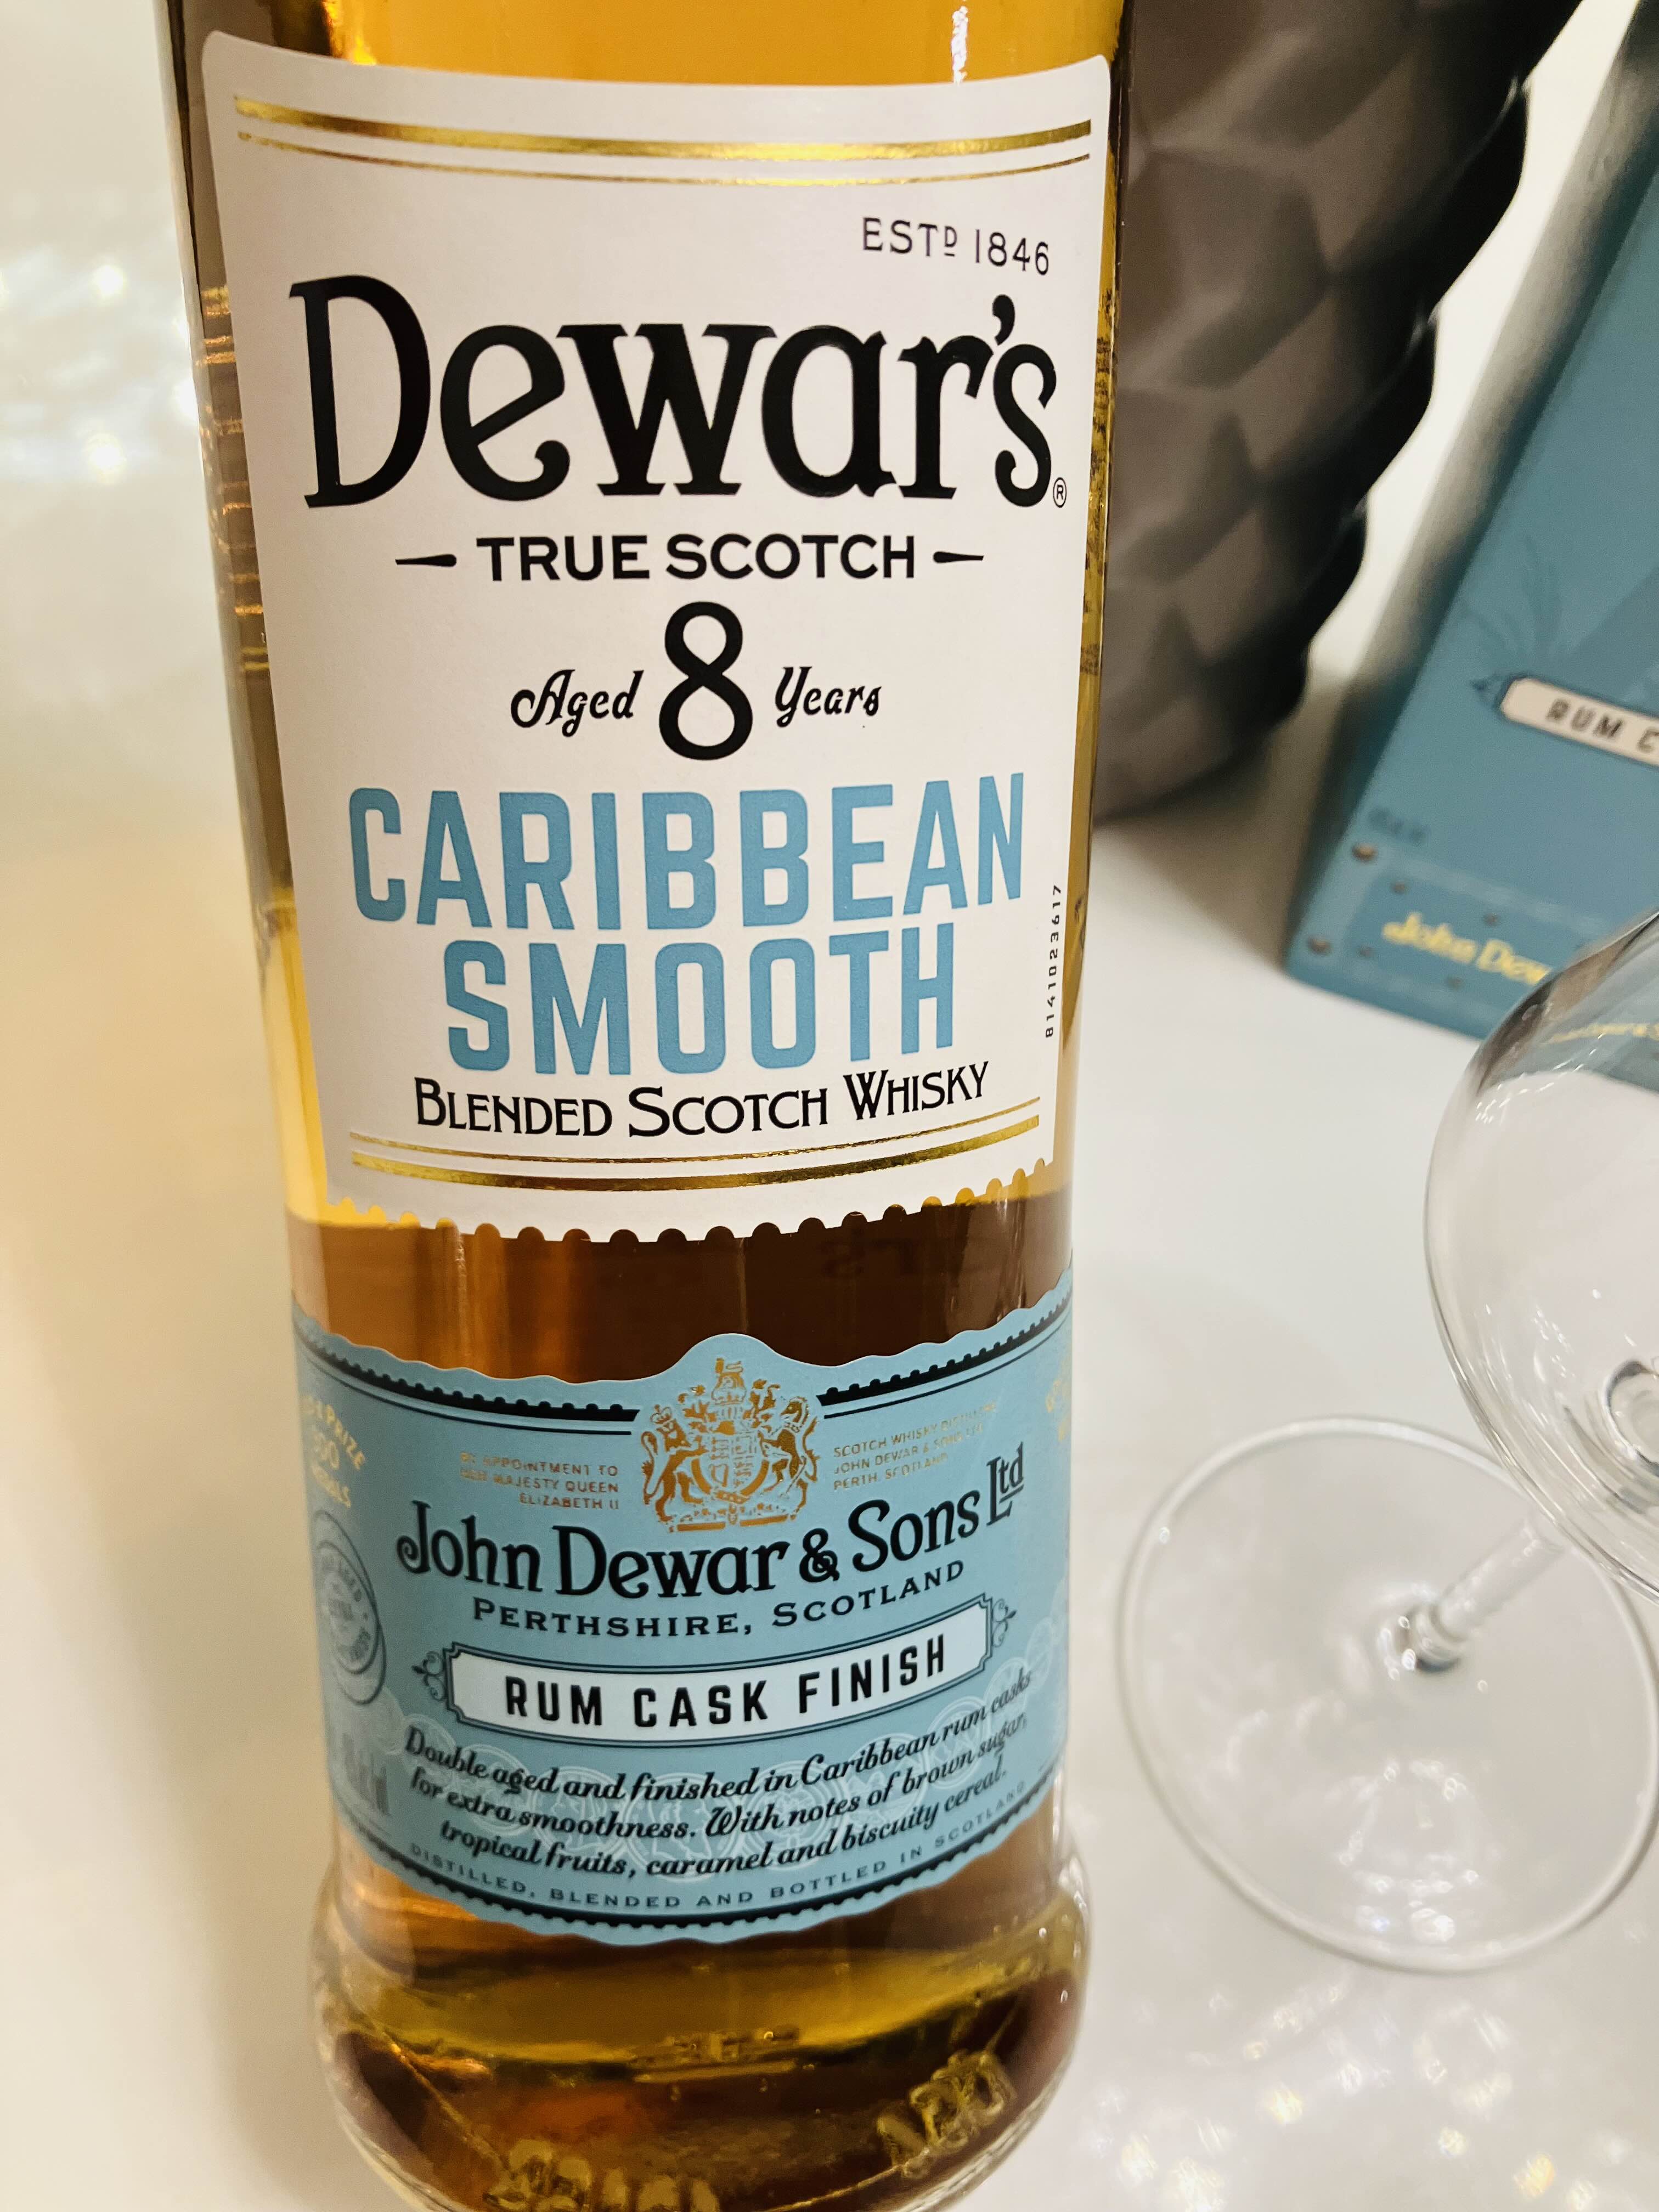 ESTD 1846
Dewar's®
TRUE SCOTCH
Aged 8 Years
CARIBBEAN
SMOOTH
BLENDED SCOTCH WHISKY
8141023617
BY APPOINTMENT TO
HER MAJESTY QUEEN
ELIZABETH II
SCOTCH WHISKY DISTILLERS
JOHN DEWAR & SONS LTD
PERTH, SCOTLAND
PRIZE
John Dewar & Sons Ltd
PERTHSHIRE, SCOTLAND
RUM CASK FINISH
Double aged and finished in Caribbean rum casks
for extra smoothness. With notes of brown sugar,
tropical fruits, caramel and biscuity cereal.
DISTILLED, BLENDED AND BOTTLED IN SCOTLAND
RUM C
John Dew